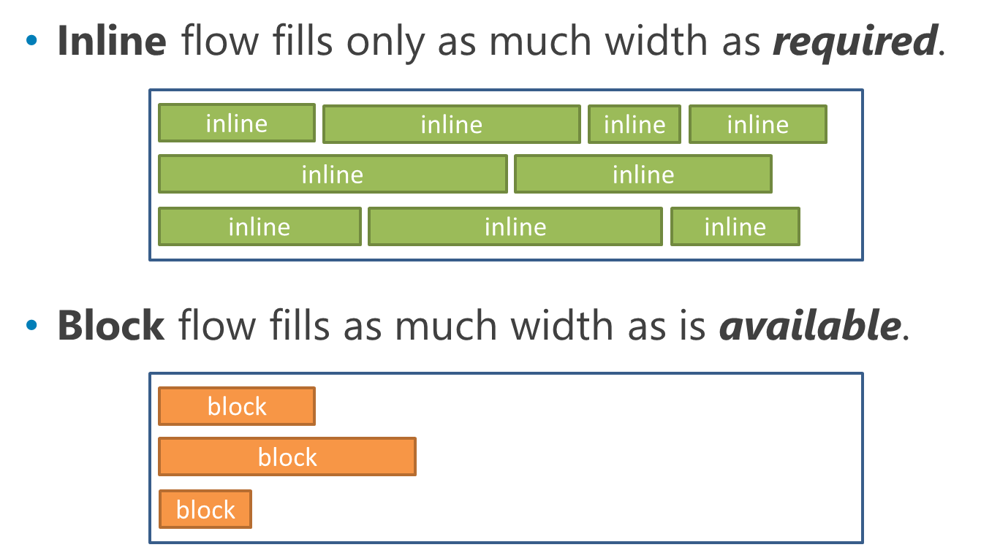 • Inline flow fills only as much width as required.
inline inline inline inline
inline inline
inline inline inline
• Block flow fills as much width as is available.
block
block
block